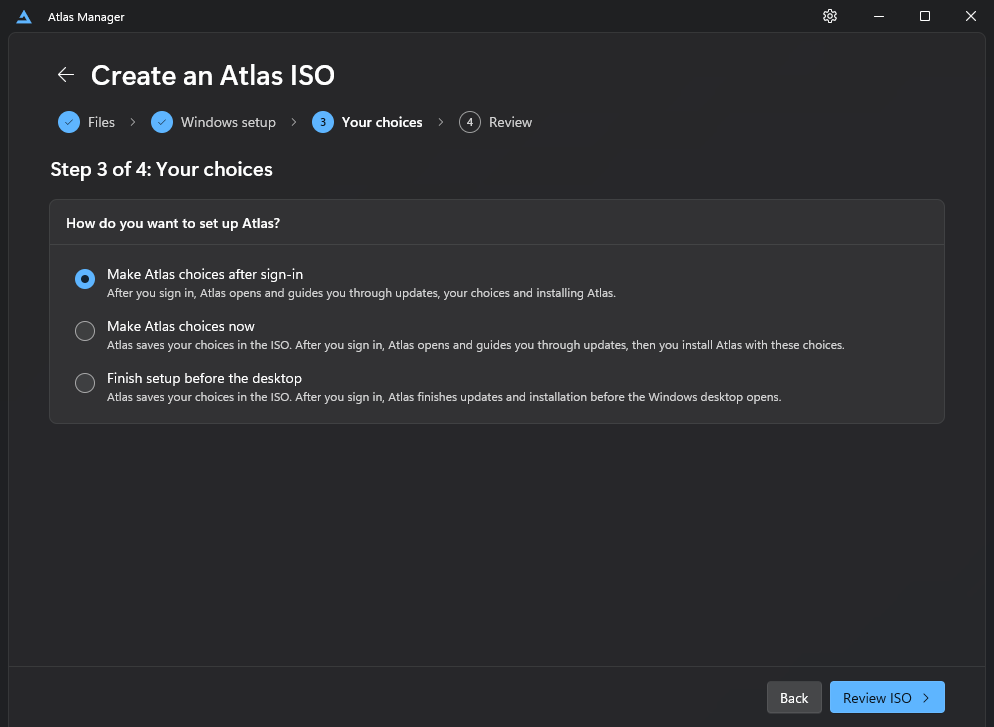 Atlas Manager
Create an Atlas ISO
Files
Windows setup
3 Your choices
4 Review
Step 3 of 4: Your choices
How do you want to set up Atlas?
Make Atlas choices after sign-in
After you sign in, Atlas opens and guides you through updates, your choices and installing Atlas.
Make Atlas choices now
Atlas saves your choices in the ISO. After you sign in, Atlas opens and guides you through updates, then you install Atlas with these choices.
Finish setup before the desktop
Atlas saves your choices in the ISO. After you sign in, Atlas finishes updates and installation before the Windows desktop opens.
Back
Review ISO